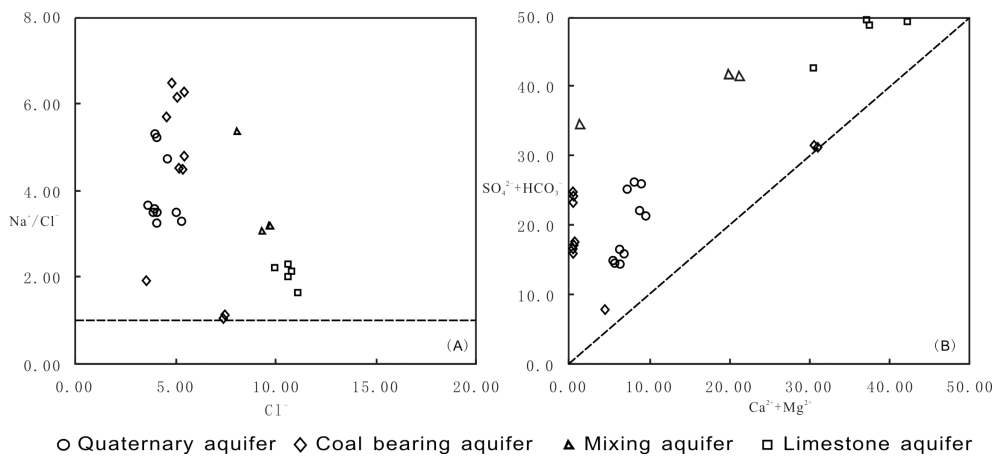 8.00
6.00
4.00
Na⁺/Cl⁻
2.00
0.00
(A)
0.00 5.00 10.00 15.00 20.00
Cl⁻
50.0
40.0
30.0
SO₄²⁻+HCO₃⁻
20.0
10.0
0.0
(B)
0.00 10.00 20.00 30.00 40.00 50.00
Ca²⁺+Mg²⁺
Quaternary aquifer Coal bearing aquifer Mixing aquifer Limestone aquifer